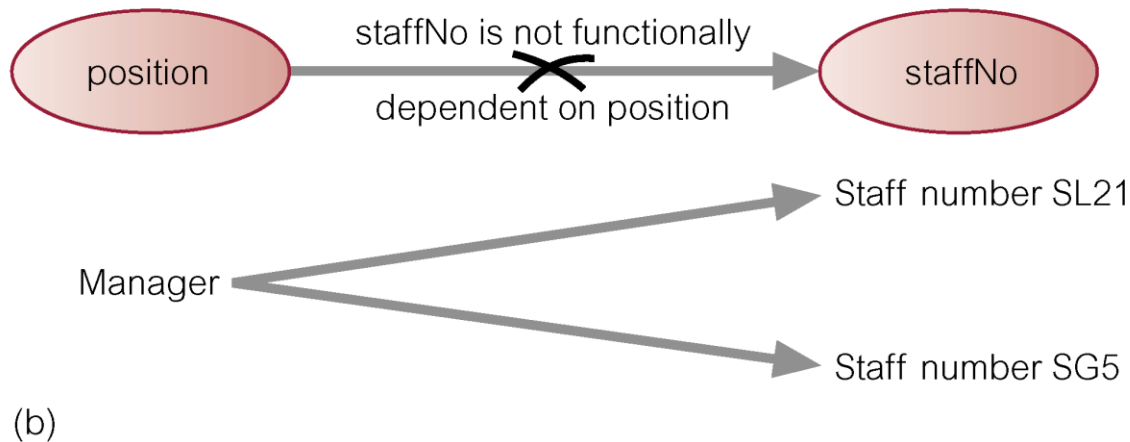 staffNo is not functionally
position
staffNo
dependent on position
Staff number SL21
Manager
Staff number SG5
(b)